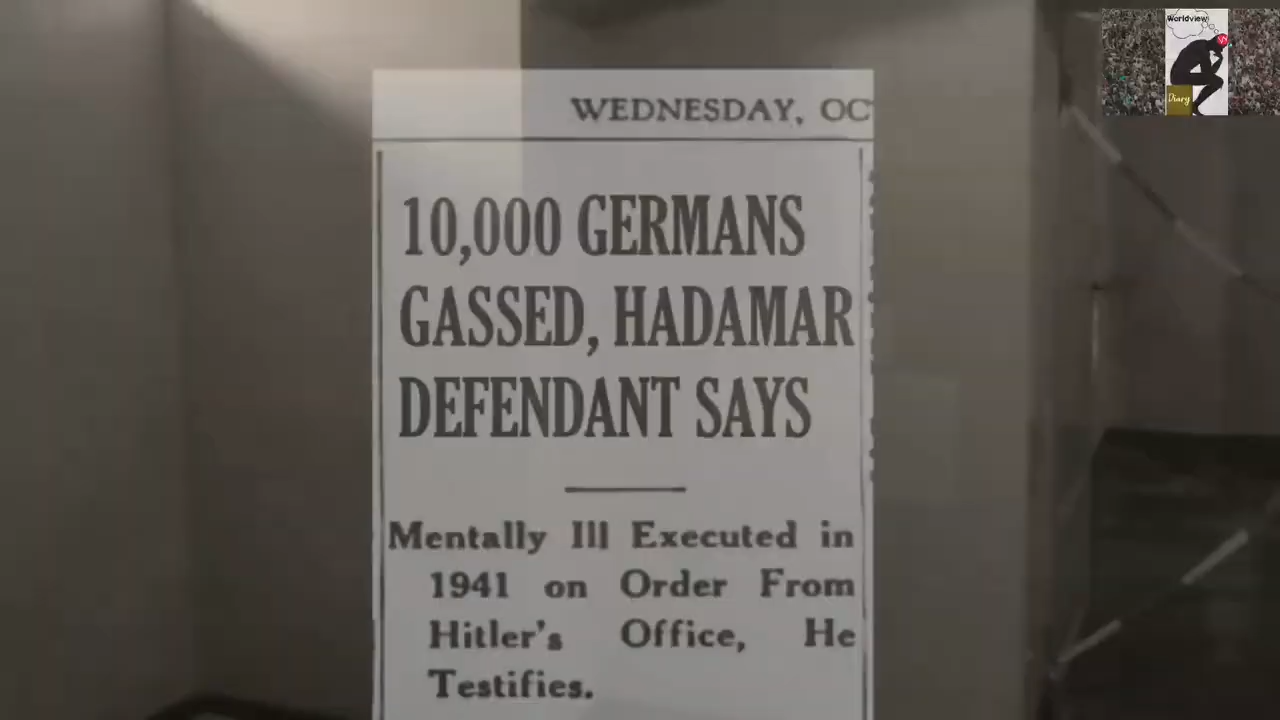 Worldview
Diary
WEDNESDAY, OC
10,000 GERMANS
GASSED, HADAMAR
DEFENDANT SAYS
Mentally Ill Executed in
1941 on Order From
Hitler's Office, He
Testifies.